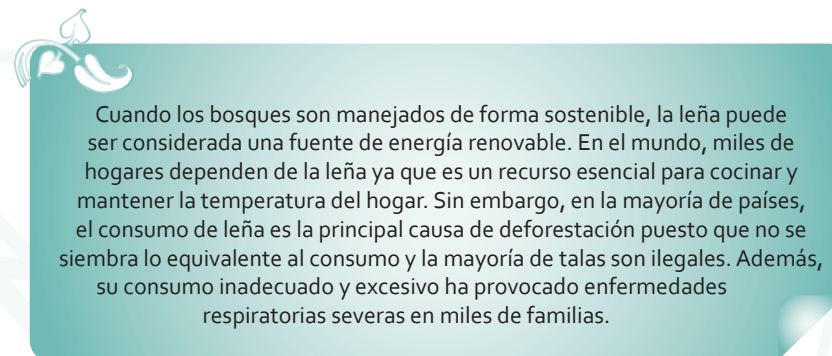 Cuando los bosques son manejados de forma sostenible, la leña puede
ser considerada una fuente de energía renovable. En el mundo, miles de
hogares dependen de la leña ya que es un recurso esencial para cocinar y
mantener la temperatura del hogar. Sin embargo, en la mayoría de países,
el consumo de leña es la principal causa de deforestación puesto que no se
siembra lo equivalente al consumo y la mayoría de talas son ilegales. Además,
su consumo inadecuado y excesivo ha provocado enfermedades
respiratorias severas en miles de familias.